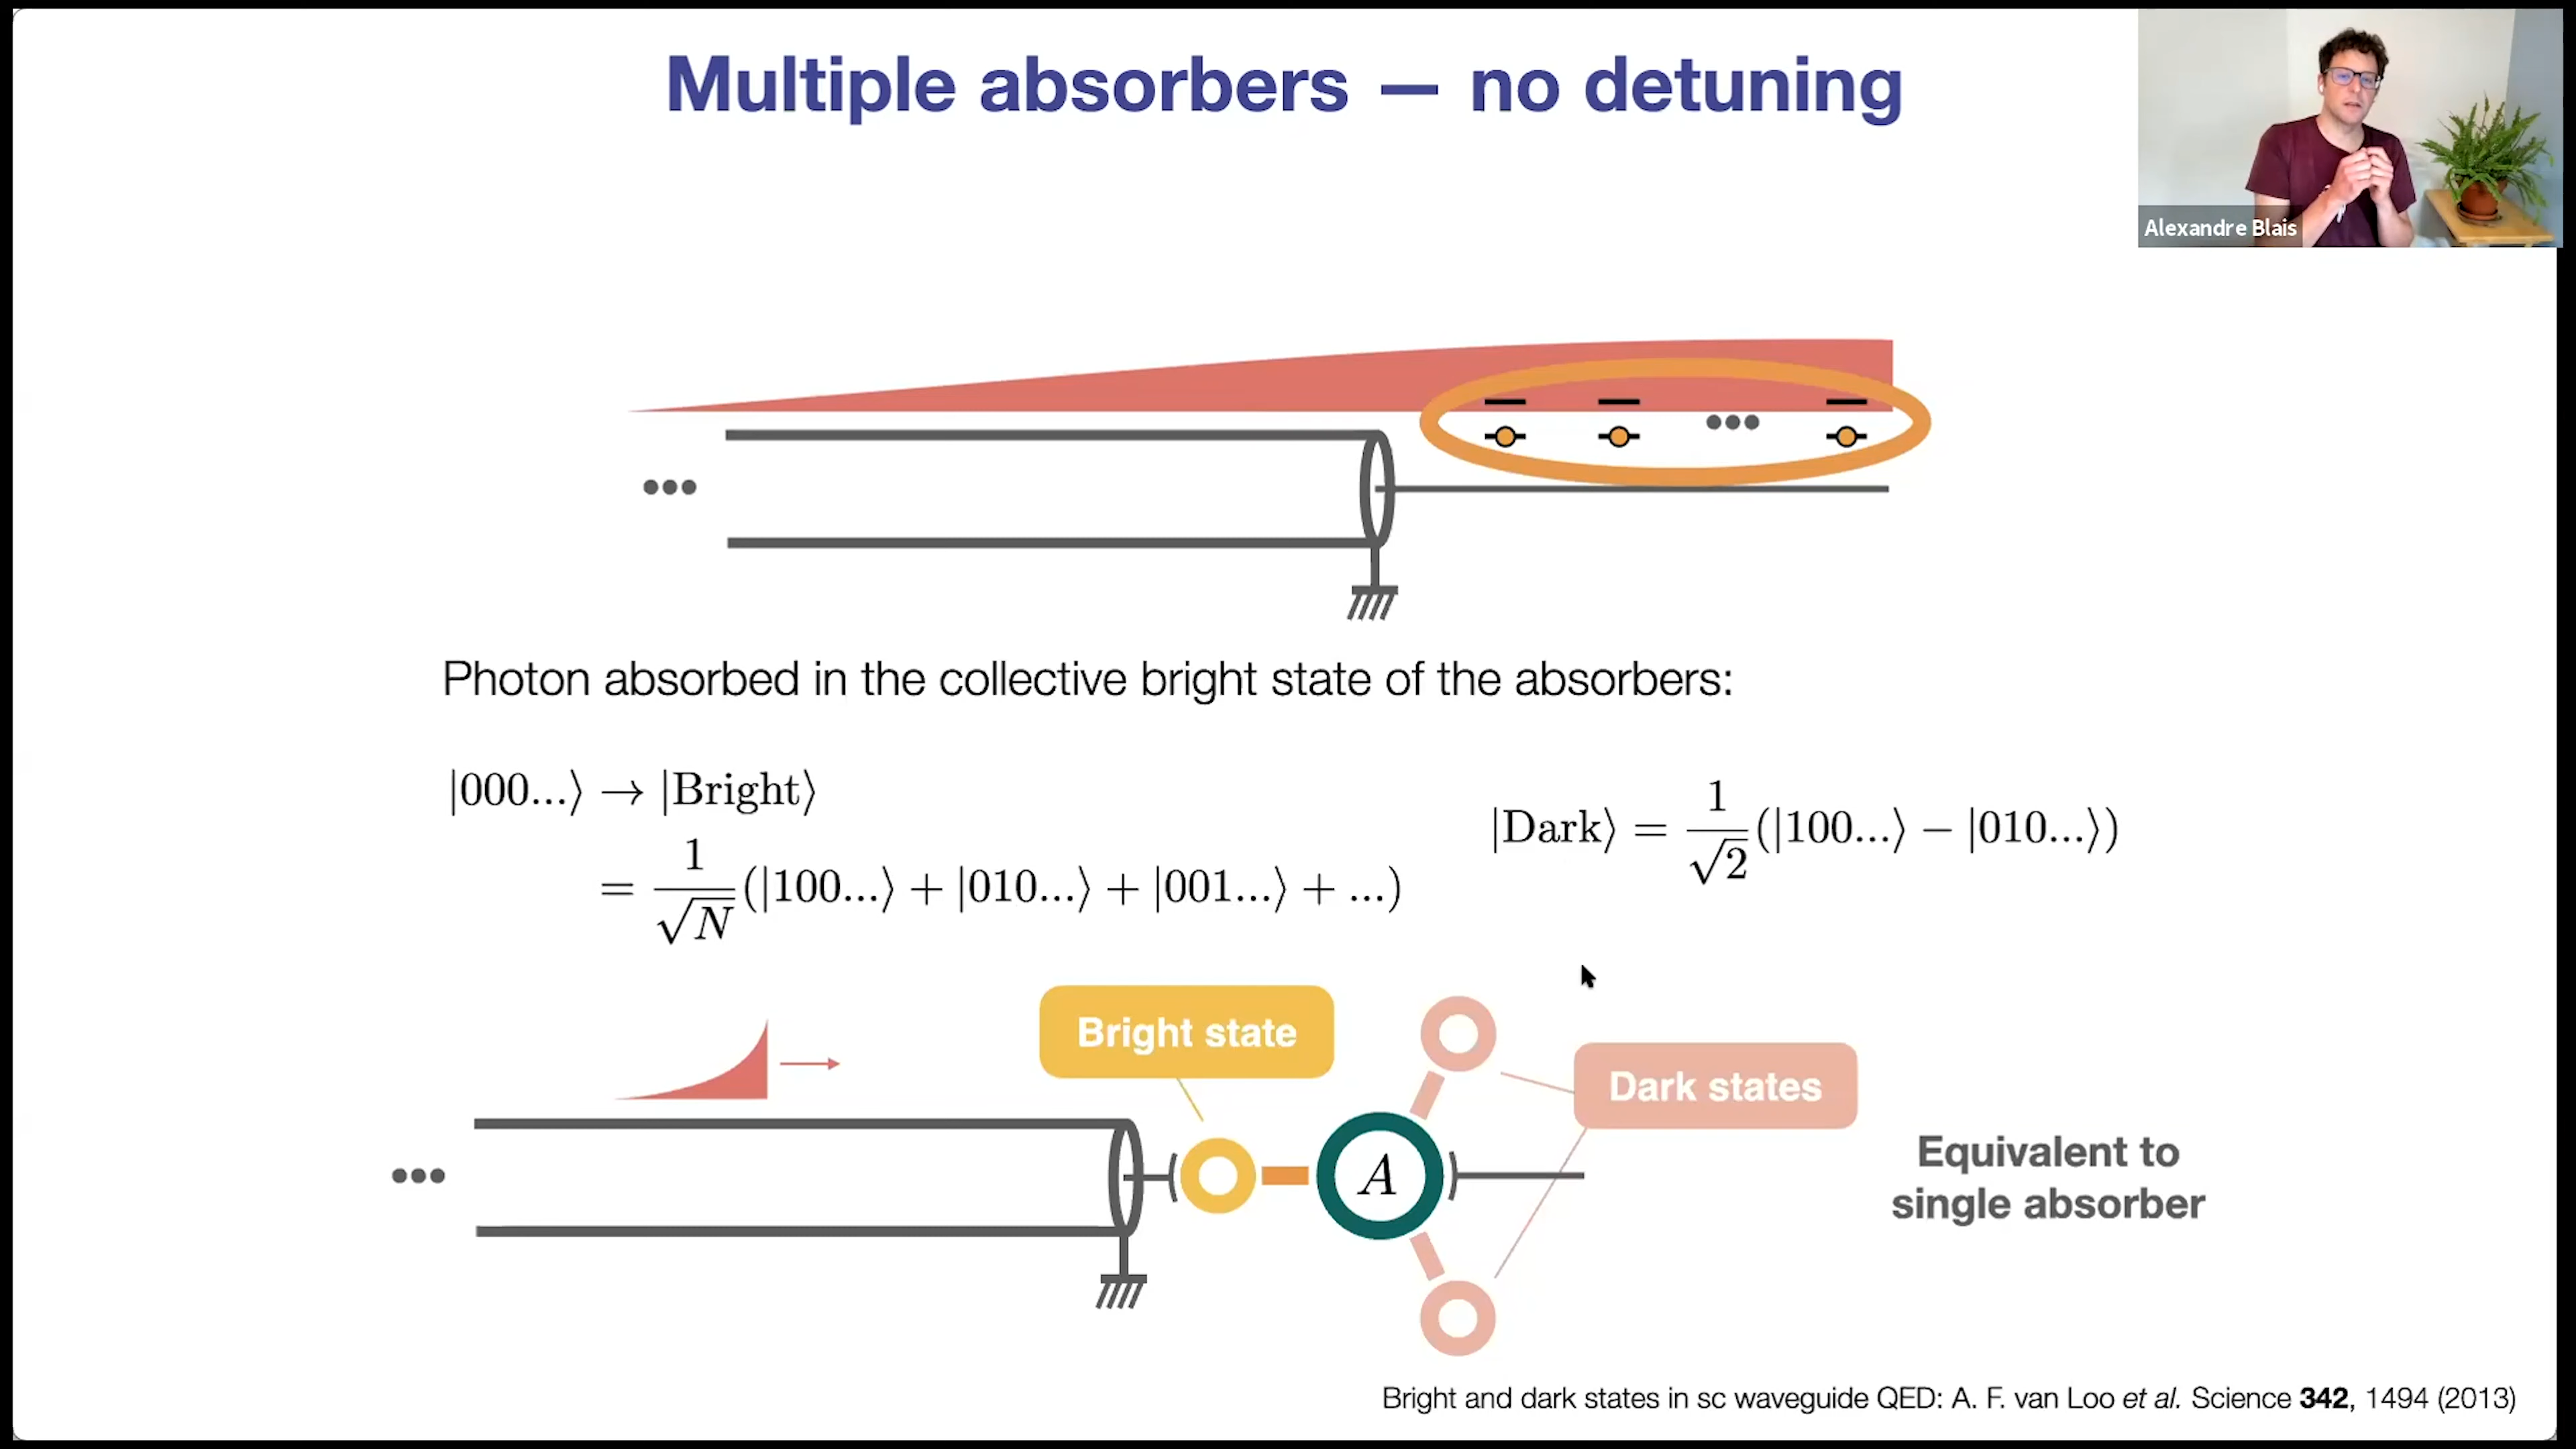 Multiple absorbers — no detuning
Alexandre Blais
Photon absorbed in the collective bright state of the absorbers:
|000...⟩ → |Bright⟩
= 1/√N (|100...⟩ + |010...⟩ + |001...⟩ + ...)
|Dark⟩ = 1/√2 (|100...⟩ − |010...⟩)
Bright state
Dark states
A
Equivalent to
single absorber
Bright and dark states in sc waveguide QED: A. F. van Loo et al. Science 342, 1494 (2013)